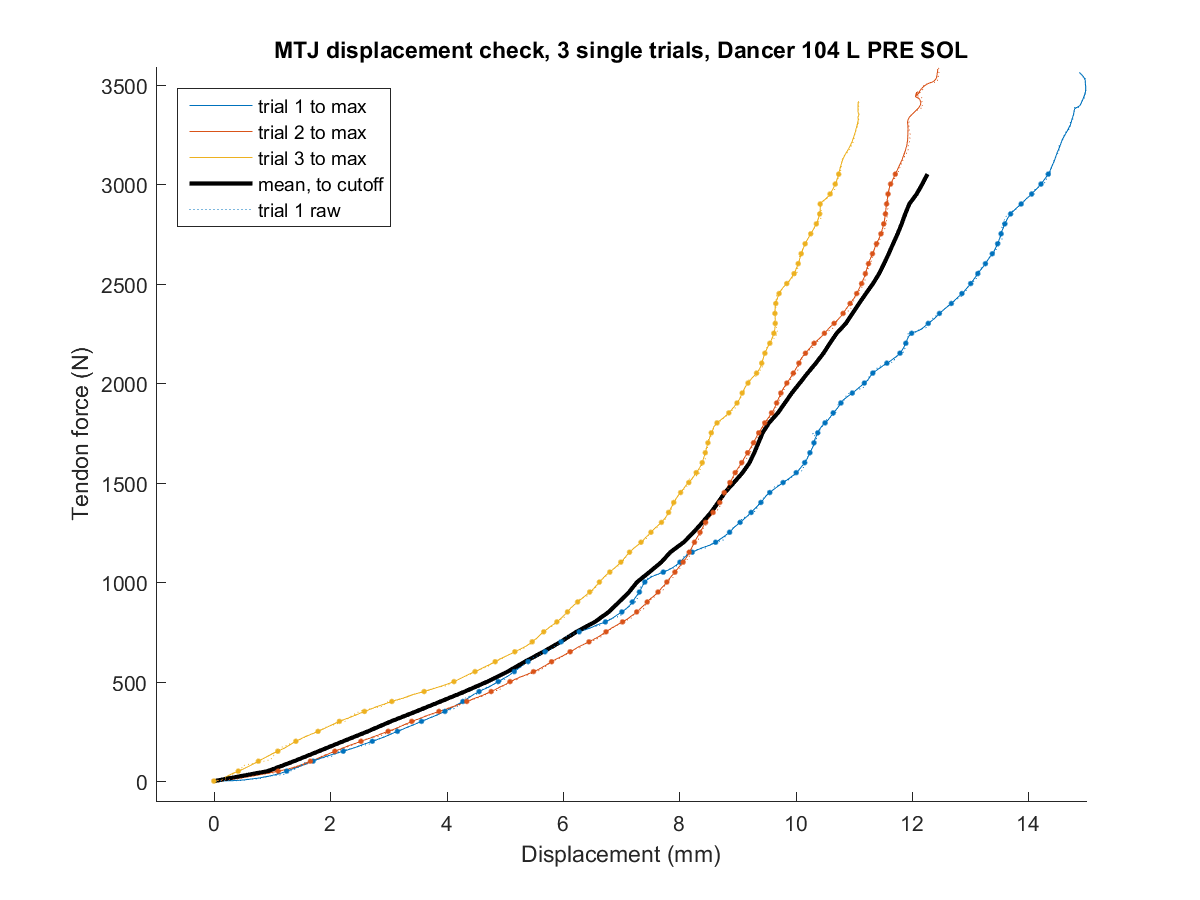 MTJ displacement check, 3 single trials, Dancer 104 L PRE SOL
3500
3000
2500
2000
1500
1000
500
0
Tendon force (N)
trial 1 to max
trial 2 to max
trial 3 to max
mean, to cutoff
trial 1 raw
0 2 4 6 8 10 12 14
Displacement (mm)